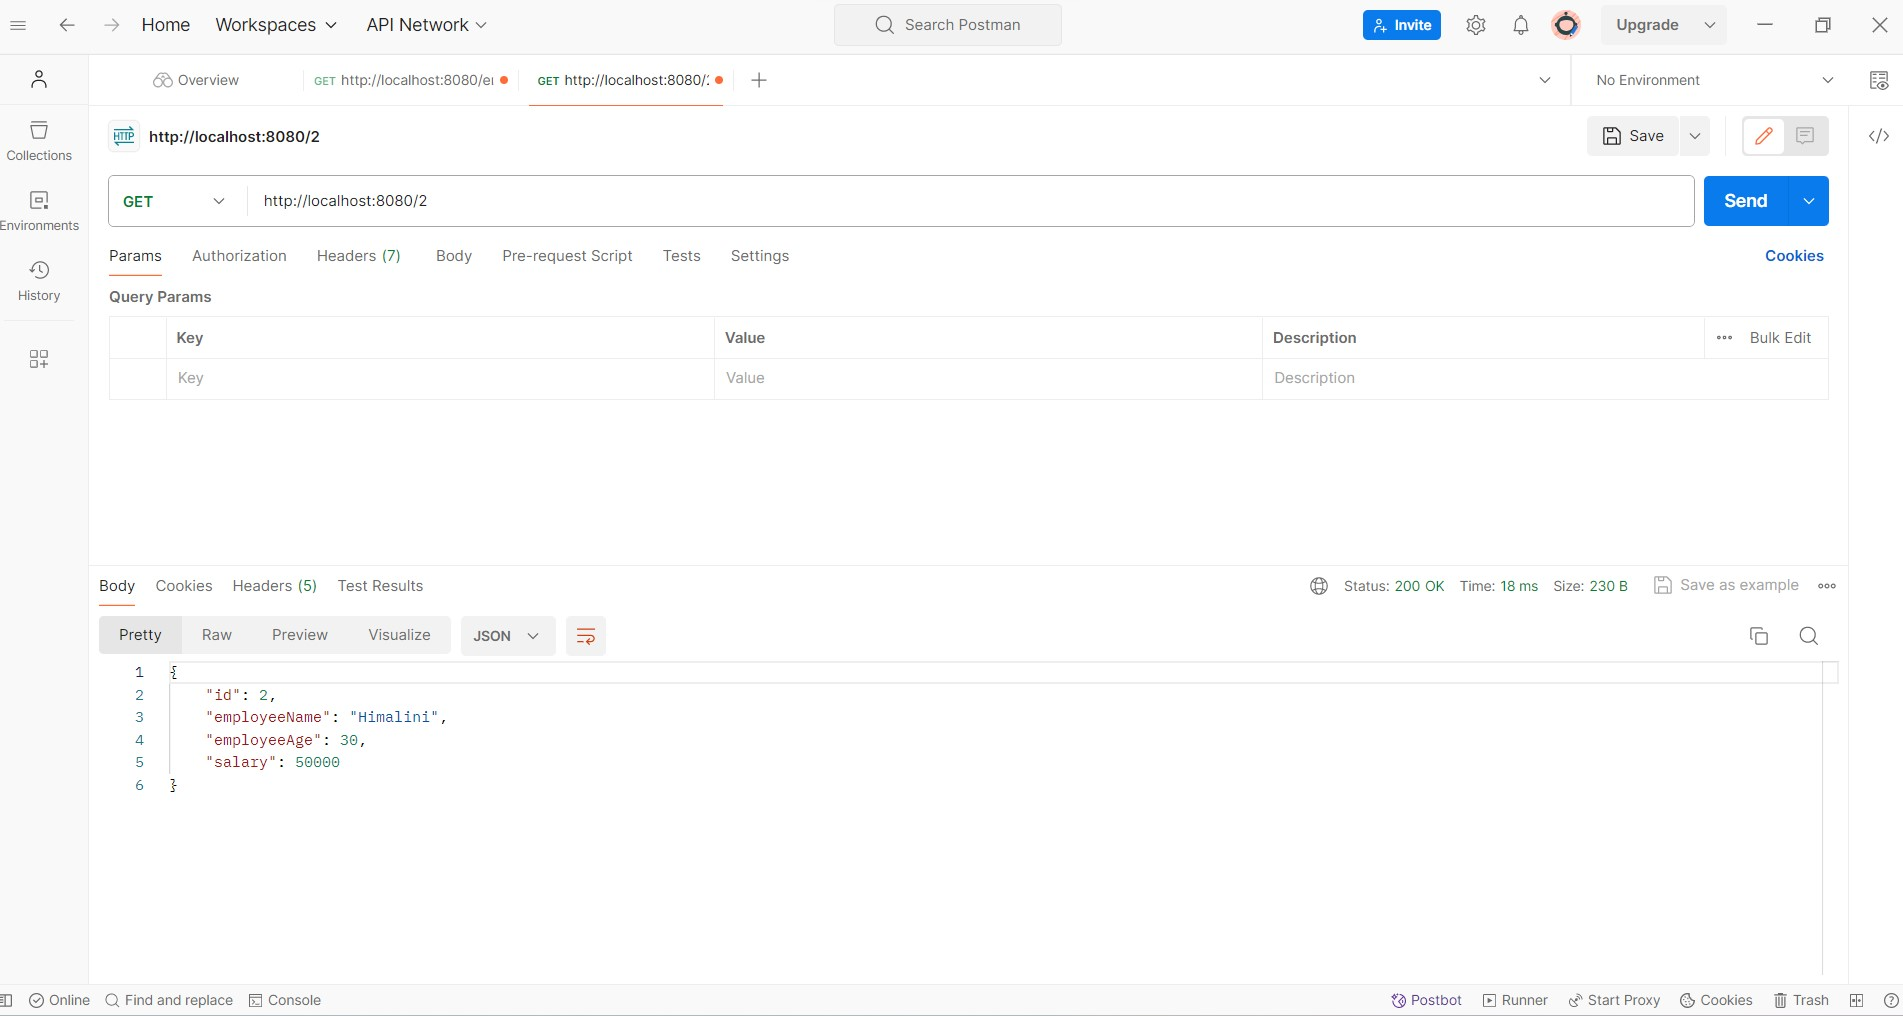 Home Workspaces API Network Search Postman Invite Upgrade
Overview GET http://localhost:8080/ GET http://localhost:8080/ No Environment
Collections
Environments
History
HTTP http://localhost:8080/2 Save
GET http://localhost:8080/2 Send
Params Authorization Headers (7) Body Pre-request Script Tests Settings Cookies
Query Params
Key Value Description Bulk Edit
Key Value Description
Body Cookies Headers (5) Test Results Status: 200 OK Time: 18 ms Size: 230 B Save as example
Pretty Raw Preview Visualize JSON
1 {
2 "id": 2,
3 "employeeName": "Himalini",
4 "employeeAge": 30,
5 "salary": 50000
6 }
Online Find and replace Console Postbot Runner Start Proxy Cookies Trash